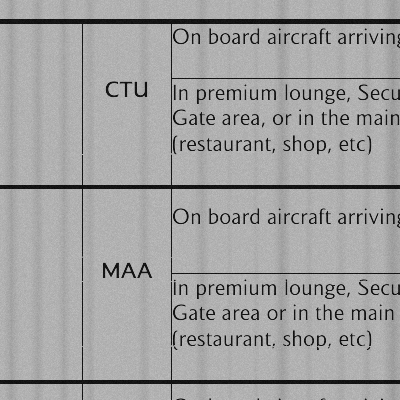 On board aircraft arriving
CTU
In premium lounge, Secu
Gate area, or in the main
(restaurant, shop, etc)
On board aircraft arriving
MAA
In premium lounge, Secu
Gate area or in the main
(restaurant, shop, etc)